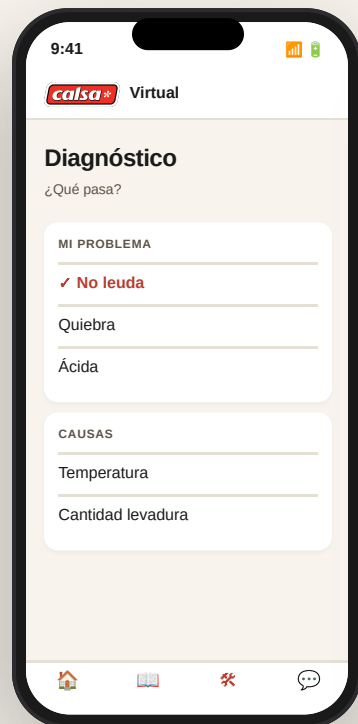 9:41
calsa Virtual
Diagnóstico
¿Qué pasa?
MI PROBLEMA
✓ No leuda
Quiebra
Ácida
CAUSAS
Temperatura
Cantidad levadura